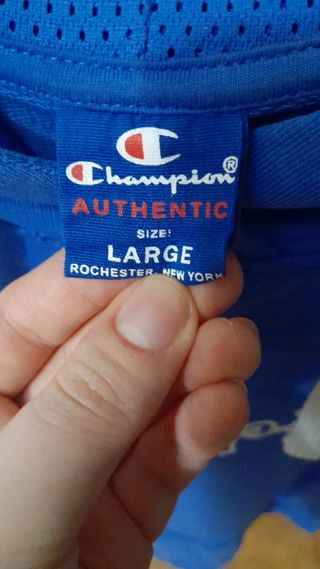 Champion®
AUTHENTIC
SIZE:
LARGE
ROCHESTER, NEW YORK